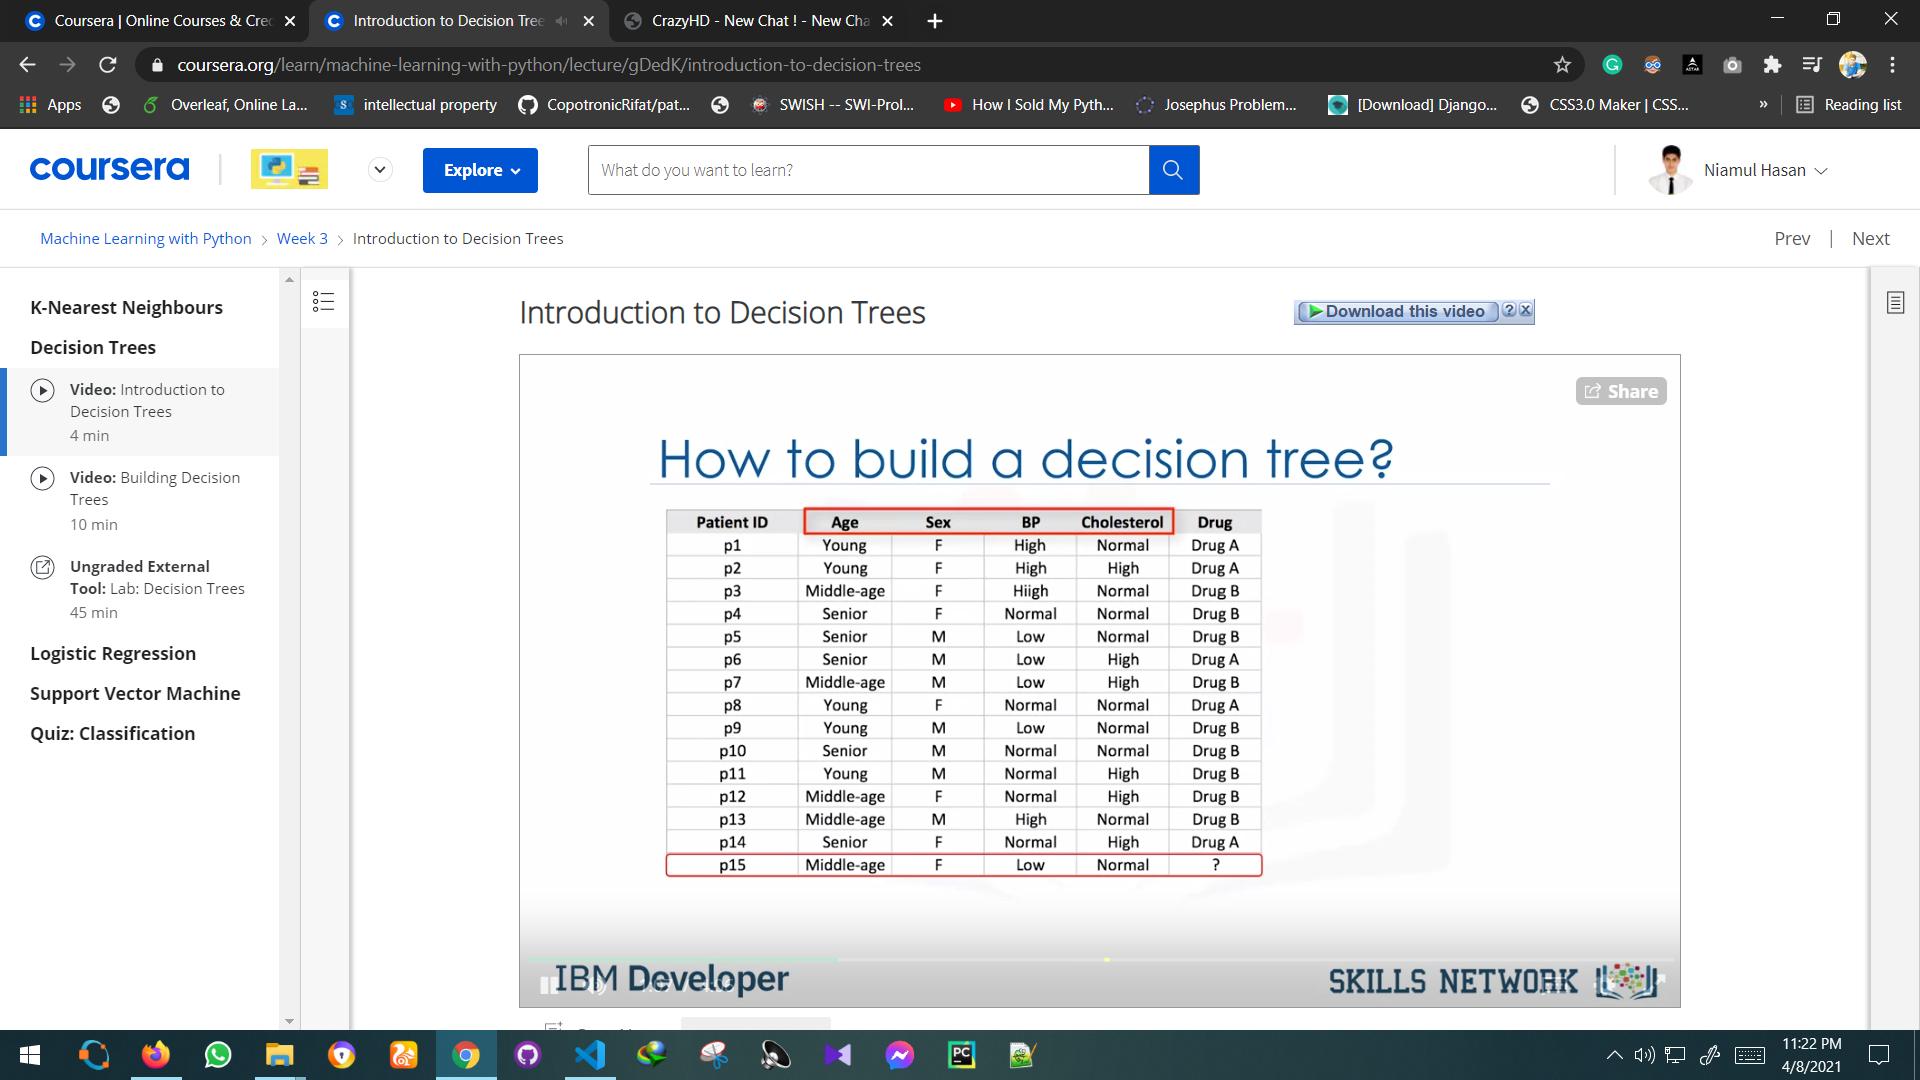 Coursera | Online Courses & Crec
Introduction to Decision Tree
CrazyHD - New Chat ! - New Cha
coursera.org/learn/machine-learning-with-python/lecture/gDedK/introduction-to-decision-trees
Apps Overleaf, Online La... S intellectual property CopotronicRifat/pat... SWISH -- SWI-Prol... How I Sold My Pyth... Josephus Problem... [Download] Django... CSS3.0 Maker | CSS... » Reading list
coursera Explore What do you want to learn? Niamul Hasan
Machine Learning with Python > Week 3 > Introduction to Decision Trees Prev | Next
K-Nearest Neighbours
Decision Trees
Video: Introduction to
Decision Trees
4 min
Video: Building Decision
Trees
10 min
Ungraded External
Tool: Lab: Decision Trees
45 min
Logistic Regression
Support Vector Machine
Quiz: Classification
Introduction to Decision Trees
Download this video ? x
Share
How to build a decision tree?
Patient ID Age Sex BP Cholesterol Drug
p1 Young F High Normal Drug A
p2 Young F High High Drug A
p3 Middle-age F Hiigh Normal Drug B
p4 Senior F Normal Normal Drug B
p5 Senior M Low Normal Drug B
p6 Senior M Low High Drug A
p7 Middle-age M Low High Drug B
p8 Young F Normal Normal Drug A
p9 Young M Low Normal Drug B
p10 Senior M Normal Normal Drug B
p11 Young M Normal High Drug B
p12 Middle-age F Normal High Drug B
p13 Middle-age M High Normal Drug B
p14 Senior F Normal High Drug A
p15 Middle-age F Low Normal ?
IBM Developer
SKILLS NETWORK
PC
11:22 PM
4/8/2021